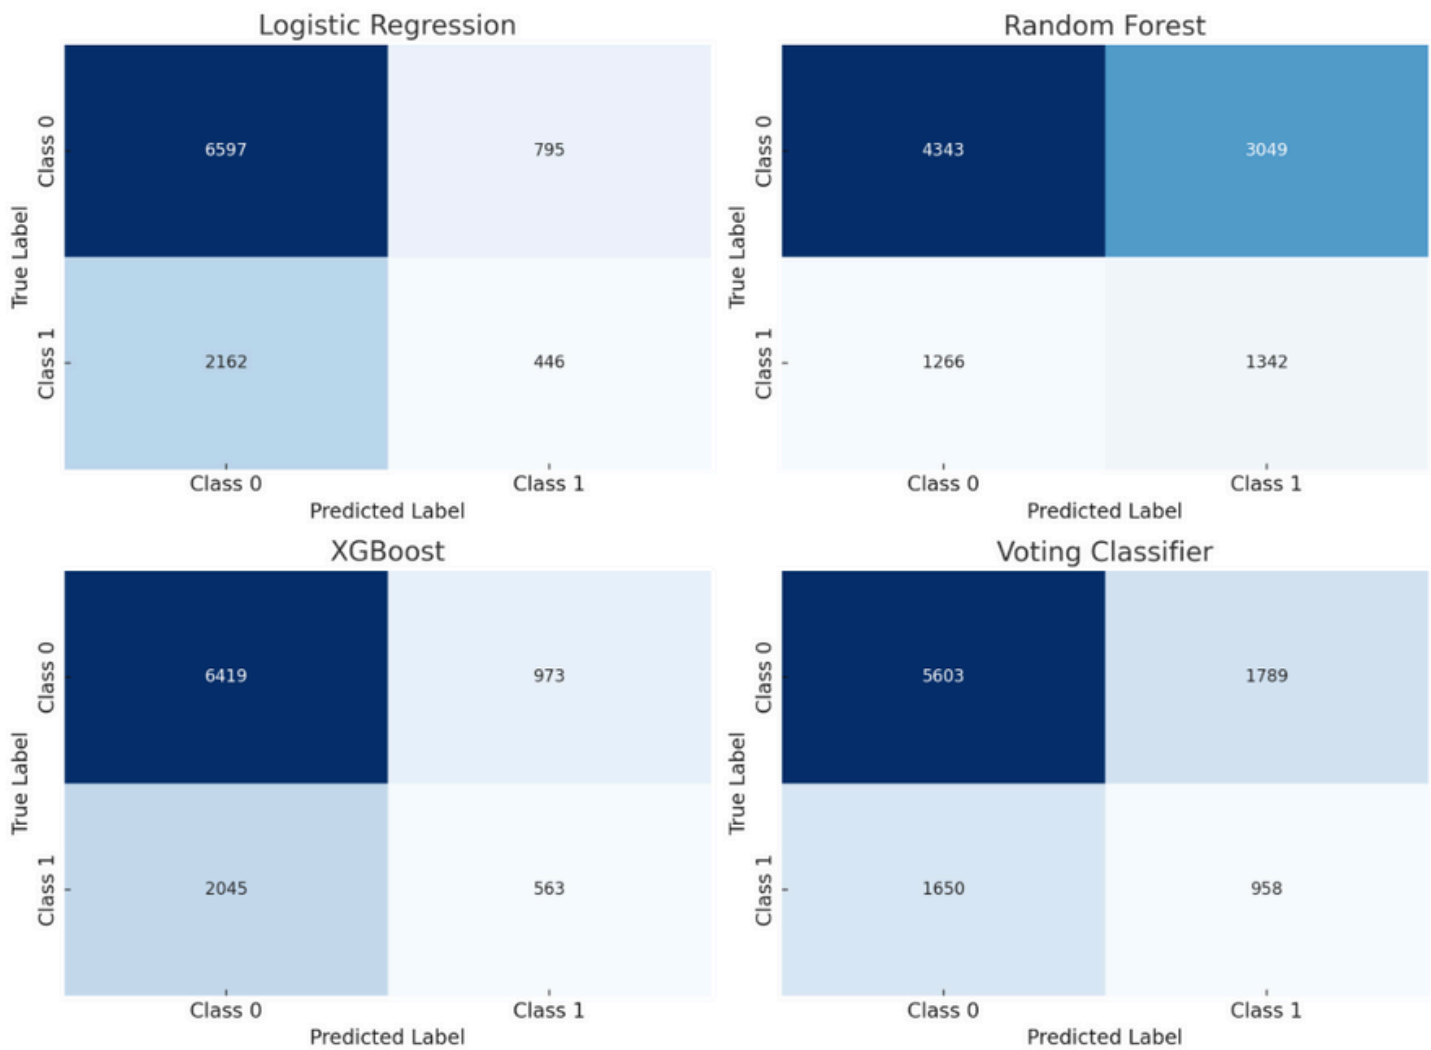 Logistic Regression
Class 0
6597
795
True Label
Class 1
2162
446
Class 0
Class 1
Predicted Label
Random Forest
Class 0
4343
3049
True Label
Class 1
1266
1342
Class 0
Class 1
Predicted Label
XGBoost
Class 0
6419
973
True Label
Class 1
2045
563
Class 0
Class 1
Predicted Label
Voting Classifier
Class 0
5603
1789
True Label
Class 1
1650
958
Class 0
Class 1
Predicted Label